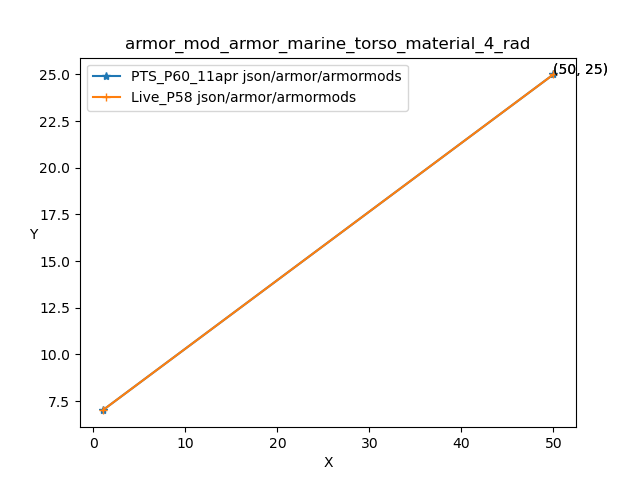 armor_mod_armor_marine_torso_material_4_rad
PTS_P60_11apr json/armor/armormods
Live_P58 json/armor/armormods
(50, 25)
25.0
22.5
20.0
17.5
15.0
12.5
10.0
7.5
Y
0 10 20 30 40 50
X